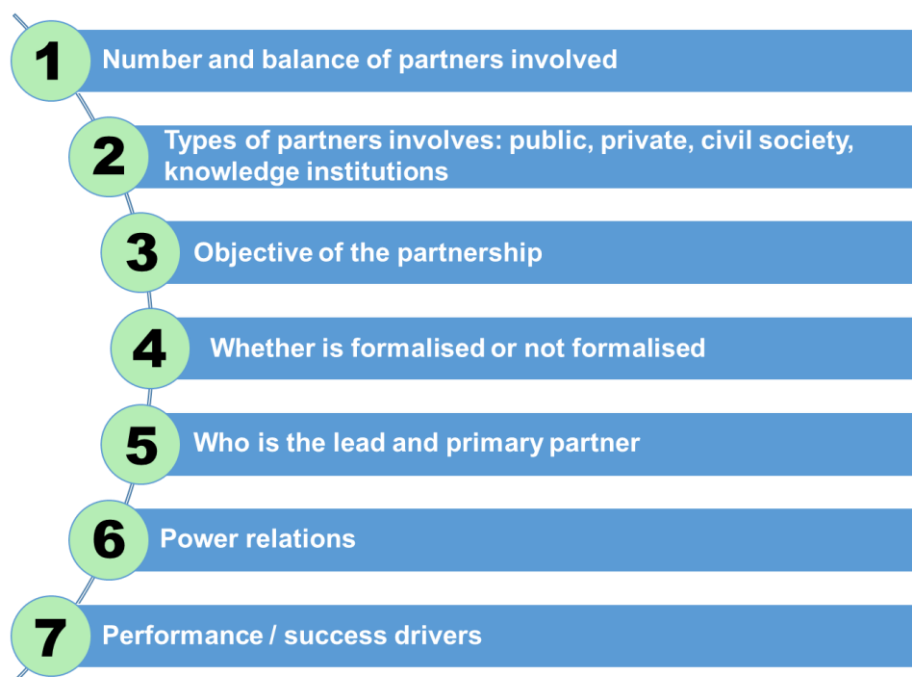 1 Number and balance of partners involved
2 Types of partners involves: public, private, civil society,
knowledge institutions
3 Objective of the partnership
4 Whether is formalised or not formalised
5 Who is the lead and primary partner
6 Power relations
7 Performance / success drivers